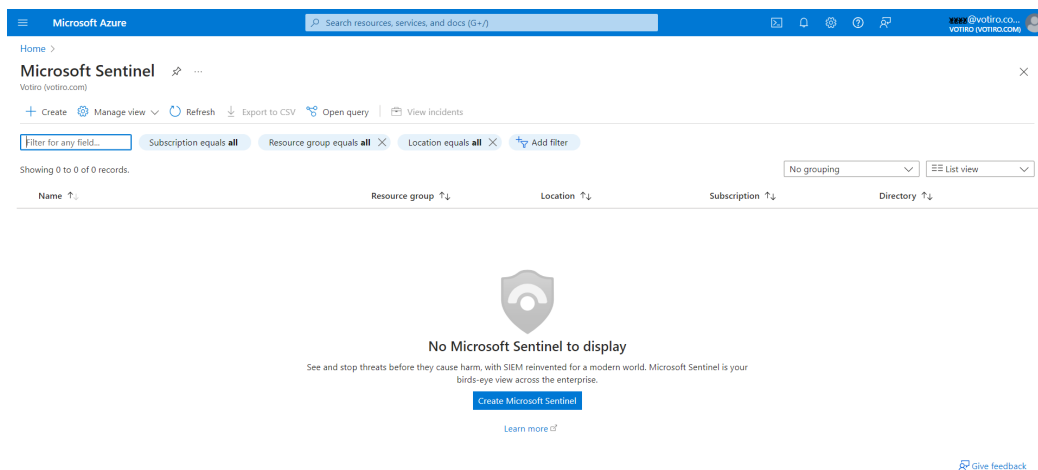 Microsoft Azure
Search resources, services, and docs (G+/)
@votiro.co...
VOTIRO (VOTIRO.COM)
Home >
Microsoft Sentinel
Votiro (votiro.com)
+ Create Manage view Refresh Export to CSV Open query View incidents
Filter for any field... Subscription equals all Resource group equals all Location equals all Add filter
Showing 0 to 0 of 0 records.
No grouping List view
Name Resource group Location Subscription Directory
No Microsoft Sentinel to display
See and stop threats before they cause harm, with SIEM reinvented for a modern world. Microsoft Sentinel is your
birds-eye view across the enterprise.
Create Microsoft Sentinel
Learn more
Give feedback